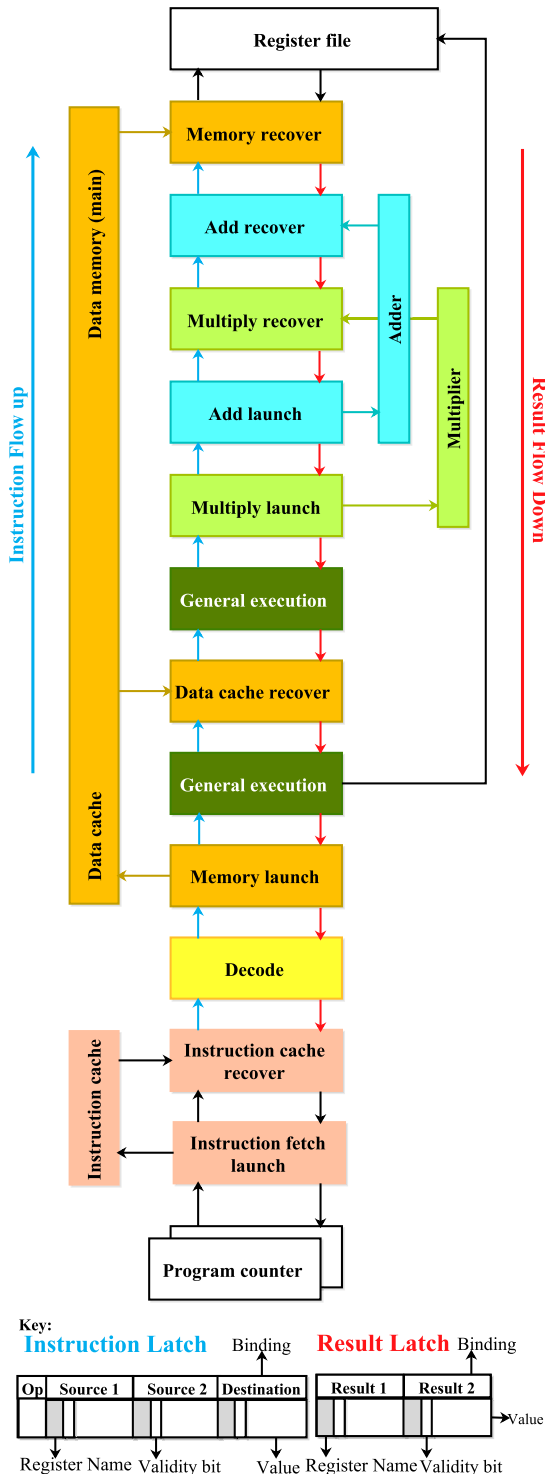 Register file
Memory recover
Data memory (main)
Add recover
Multiply recover
Adder
Multiplier
Add launch
Instruction Flow up
Result Flow Down
Multiply launch
General execution
Data cache recover
General execution
Data cache
Memory launch
Decode
Instruction cache
recover
Instruction cache
Instruction fetch
launch
Program counter
Key:
Instruction Latch
Binding
Result Latch
Binding
Op Source 1 Source 2 Destination
Result 1 Result 2
Value
Register Name Validity bit Value
Register Name Validity bit